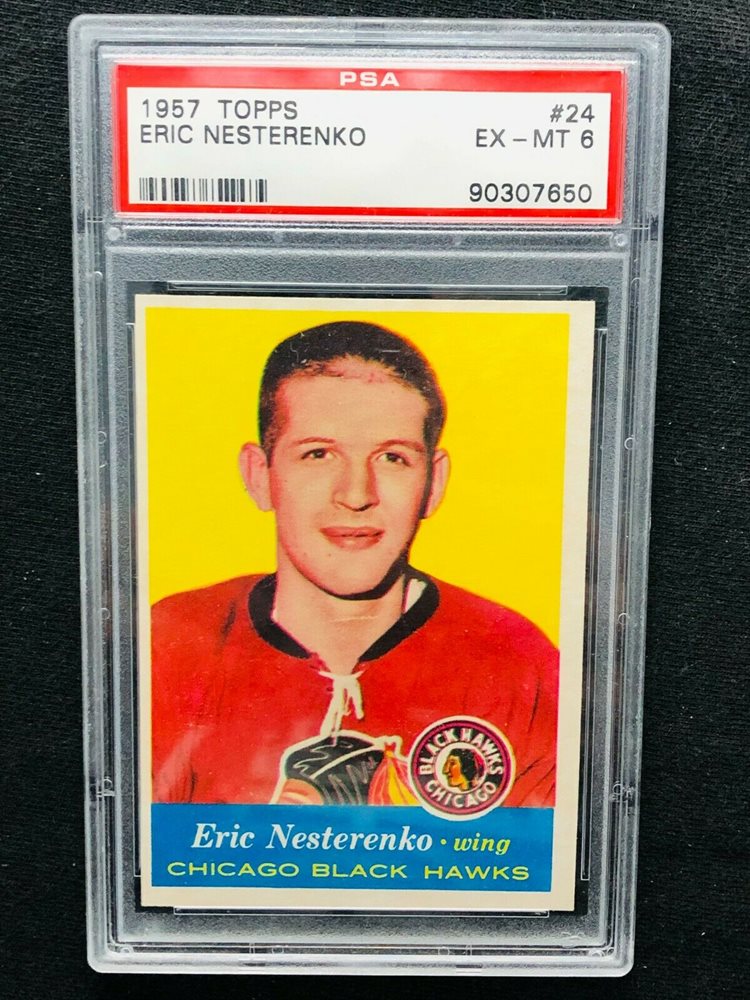 PSA
1957 TOPPS #24
ERIC NESTERENKO EX-MT 6
90307650
BLACK HAWKS
CHICAGO
Eric Nesterenko · wing
CHICAGO BLACK HAWKS